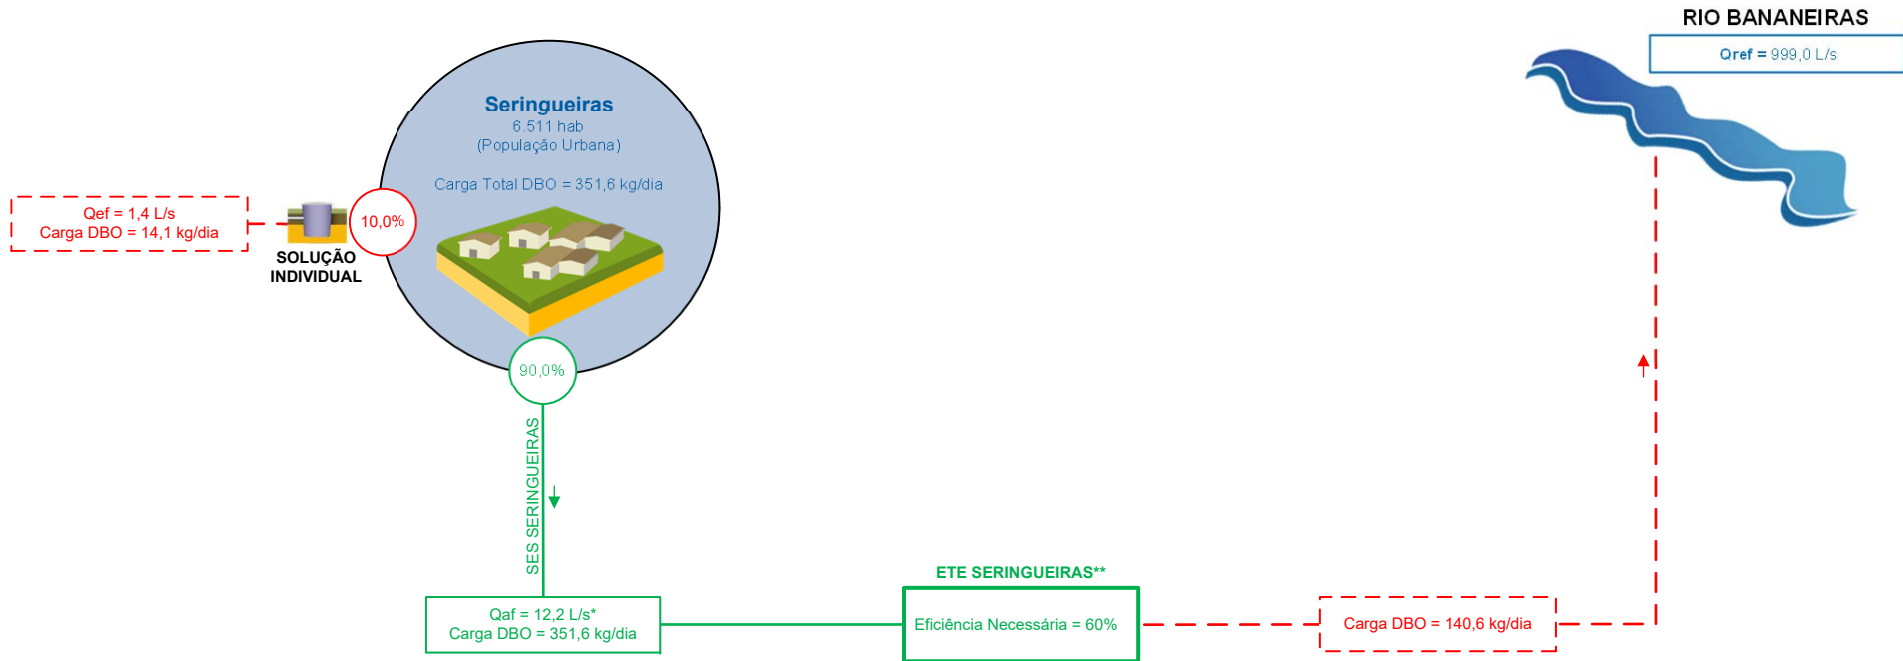 RIO BANANEIRAS
Qref = 999,0 L/s
Seringueiras
6.511 hab
(População Urbana)
Carga Total DBO = 351,6 kg/dia
Qef = 1,4 L/s
Carga DBO = 14,1 kg/dia
10,0%
SOLUÇÃO
INDIVIDUAL
90,0%
SES SERINGUEIRAS
Qaf = 12,2 L/s*
Carga DBO = 351,6 kg/dia
ETE SERINGUEIRAS**
Eficiência Necessária = 60%
Carga DBO = 140,6 kg/dia